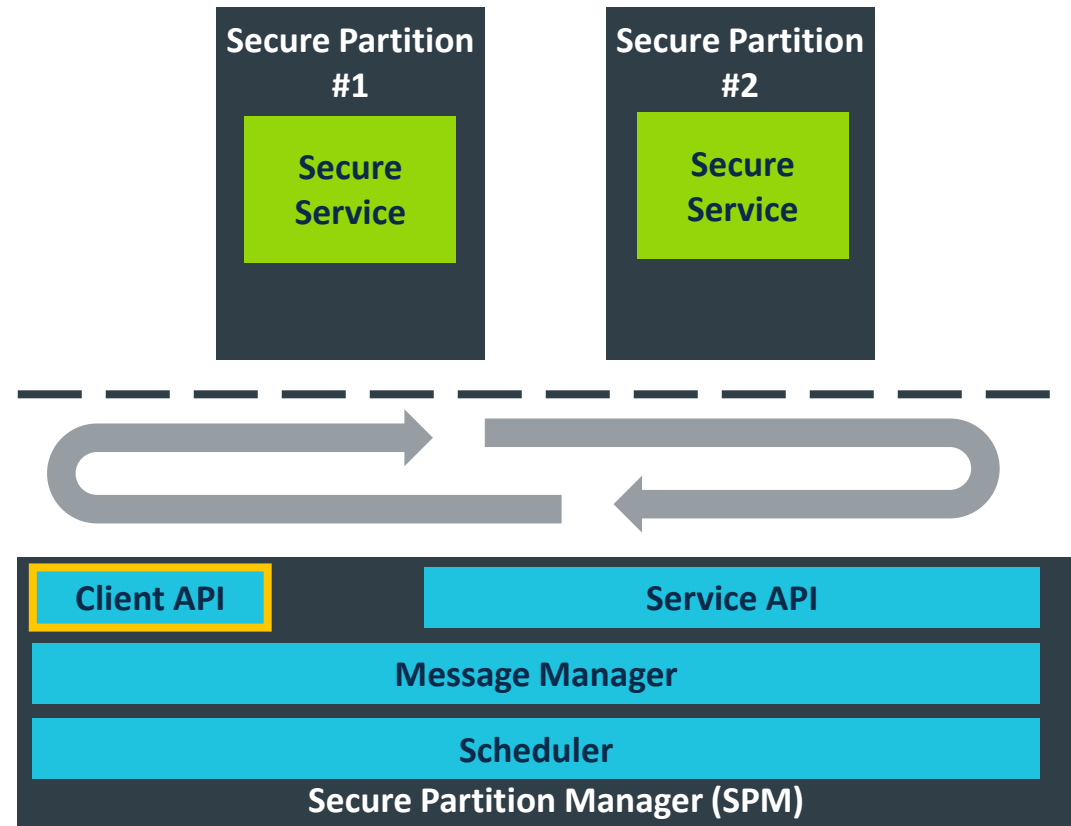 Secure Partition
#1
Secure
Service
Secure Partition
#2
Secure
Service
Client API
Service API
Message Manager
Scheduler
Secure Partition Manager (SPM)